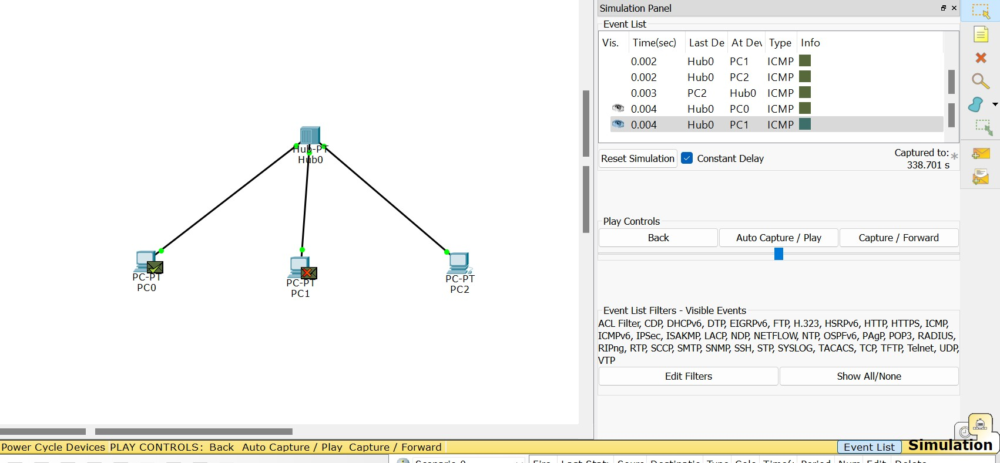 Simulation Panel
Event List
Vis. Time(sec) Last De At Dev Type Info
0.002 Hub0 PC1 ICMP
0.002 Hub0 PC2 ICMP
0.003 PC2 Hub0 ICMP
0.004 Hub0 PC0 ICMP
0.004 Hub0 PC1 ICMP
Reset Simulation Constant Delay
Captured to:
338.701 s
Hub-PT
Hub0
PC-PT
PC0
PC-PT
PC1
PC-PT
PC2
Play Controls
Back Auto Capture / Play Capture / Forward
Event List Filters - Visible Events
ACL Filter, CDP, DHCPv6, DTP, EIGRPv6, FTP, H.323, HSRPv6, HTTP, HTTPS, ICMP,
ICMPv6, IPSec, ISAKMP, LACP, NDP, NETFLOW, NTP, OSPFv6, PAgP, POP3, RADIUS,
RIPng, RTP, SCCP, SMTP, SNMP, SSH, STP, SYSLOG, TACACS, TCP, TFTP, Telnet, UDP,
VTP
Edit Filters Show All/None
Power Cycle Devices PLAY CONTROLS: Back Auto Capture / Play Capture / Forward
Event List Simulation
Scenario 0